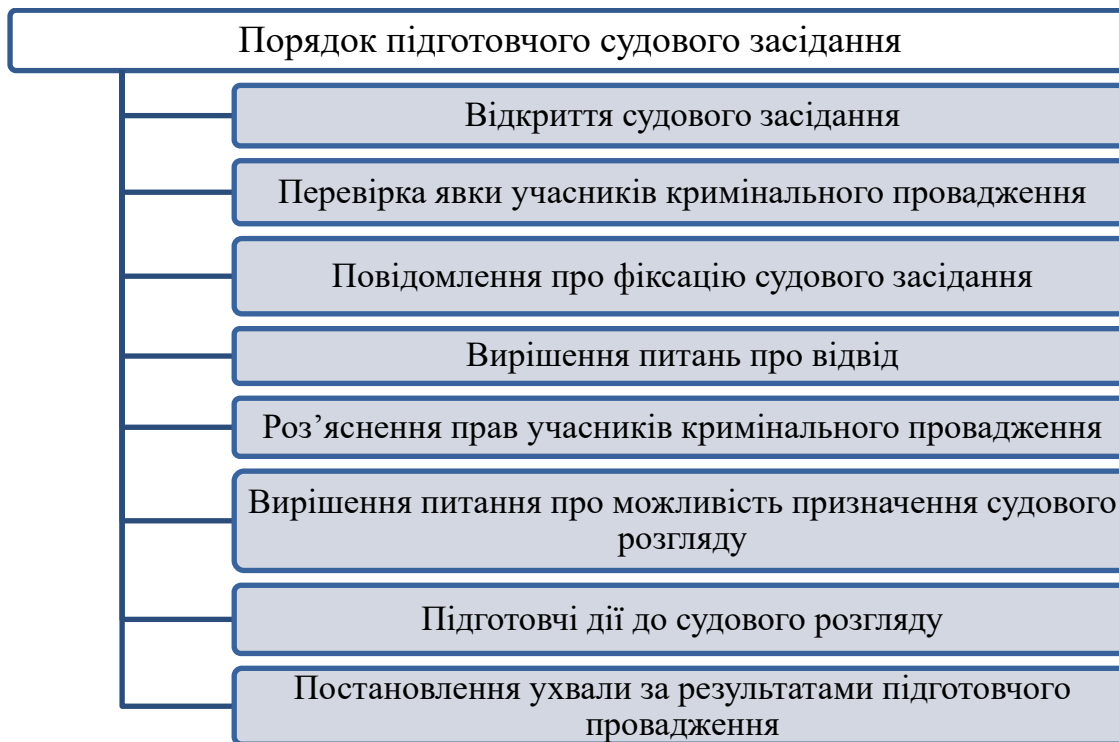 Порядок підготовчого судового засідання
Відкриття судового засідання
Перевірка явки учасників кримінального провадження
Повідомлення про фіксацію судового засідання
Вирішення питань про відвід
Роз’яснення прав учасників кримінального провадження
Вирішення питання про можливість призначення судового
розгляду
Підготовчі дії до судового розгляду
Постановлення ухвали за результатами підготовчого
провадження